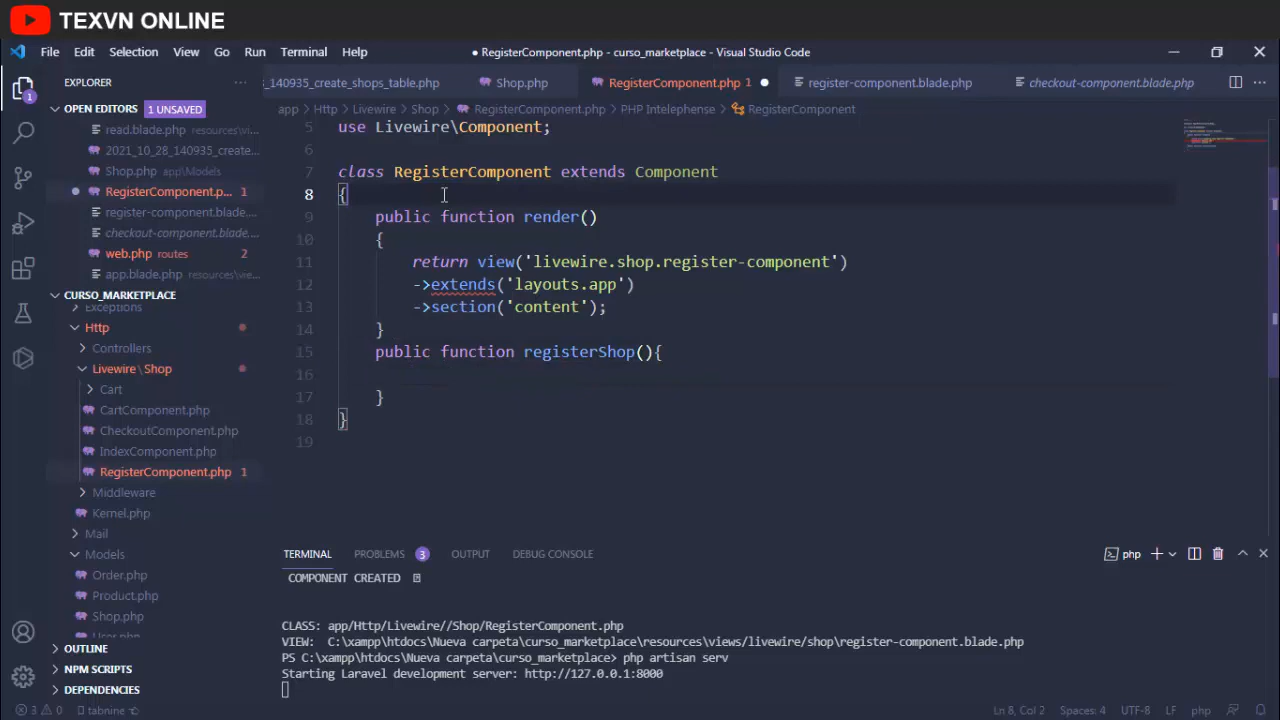 TEXVN ONLINE
File Edit Selection View Go Run Terminal Help
● RegisterComponent.php - curso_marketplace - Visual Studio Code
EXPLORER ...
3_140935_create_shops_table.php Shop.php RegisterComponent.php 1 register-component.blade.php checkout-component.blade.php
OPEN EDITORS 1 UNSAVED
app > Http > Livewire > Shop > RegisterComponent.php > PHP Intelephense > RegisterComponent
read.blade.php resources\vi...
2021_10_28_140935_create...
Shop.php app\Models
RegisterComponent.p... 1
register-component.blade...
checkout-component.blade...
web.php routes 2
app.blade.php resources\vie...
CURSO_MARKETPLACE
Exceptions
Http
Controllers
Livewire\Shop
Cart
CartComponent.php
CheckoutComponent.php
IndexComponent.php
RegisterComponent.php 1
Middleware
Kernel.php
Mail
Models
Order.php
Product.php
Shop.php
User.php
OUTLINE
NPM SCRIPTS
DEPENDENCIES
1
5 use Livewire\Component;
6
7 class RegisterComponent extends Component
8 {
9 public function render()
10 {
11 return view('livewire.shop.register-component')
12 ->extends('layouts.app')
13 ->section('content');
14 }
15 public function registerShop(){
16
17 }
18 }
19
TERMINAL PROBLEMS 3 OUTPUT DEBUG CONSOLE
php
COMPONENT CREATED
CLASS: app/Http/Livewire//Shop/RegisterComponent.php
VIEW: C:\xampp\htdocs\Nueva carpeta\curso_marketplace\resources\views/livewire/shop\register-component.blade.php
PS C:\xampp\htdocs\Nueva carpeta\curso_marketplace> php artisan serv
Starting Laravel development server: http://127.0.0.1:8000
3 0 tabnine
Ln 8, Col 2 Spaces: 4 UTF-8 LF php